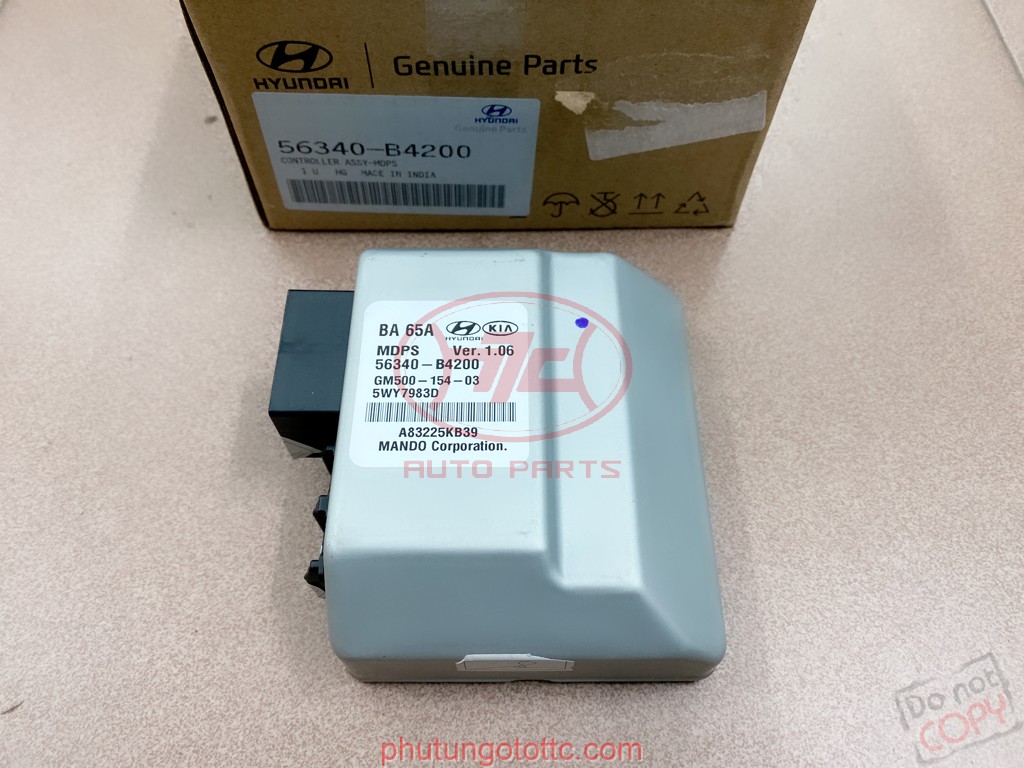 HYUNDAI
Genuine Parts
HYUNDAI
Genuine Parts
56340-B4200
CONTROLLER ASSY-MDPS
1 U HG MADE IN INDIA
BA 65A HYUNDAI KIA
MDPS Ver. 1.06
56340-B4200
GM500-154-03
5WY7983D
A83225KB39
MANDO Corporation.
TTC
AUTO PARTS
Do not
COPY
phutungototttc.com